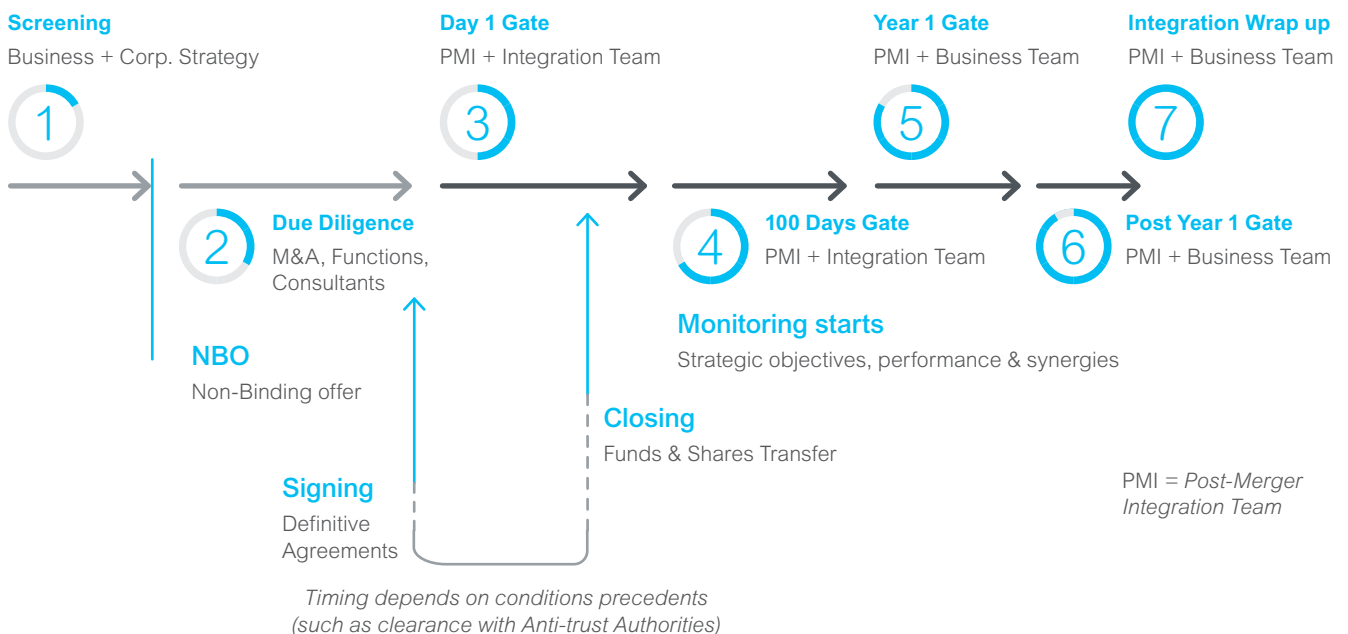 Screening
Business + Corp. Strategy
1
Day 1 Gate
PMI + Integration Team
3
Year 1 Gate
PMI + Business Team
5
Integration Wrap up
PMI + Business Team
7
2
Due Diligence
M&A, Functions,
Consultants
4
100 Days Gate
PMI + Integration Team
6
Post Year 1 Gate
PMI + Business Team
NBO
Non-Binding offer
Monitoring starts
Strategic objectives, performance & synergies
Closing
Funds & Shares Transfer
Signing
Definitive
Agreements
PMI = Post-Merger
Integration Team
Timing depends on conditions precedents
(such as clearance with Anti-trust Authorities)